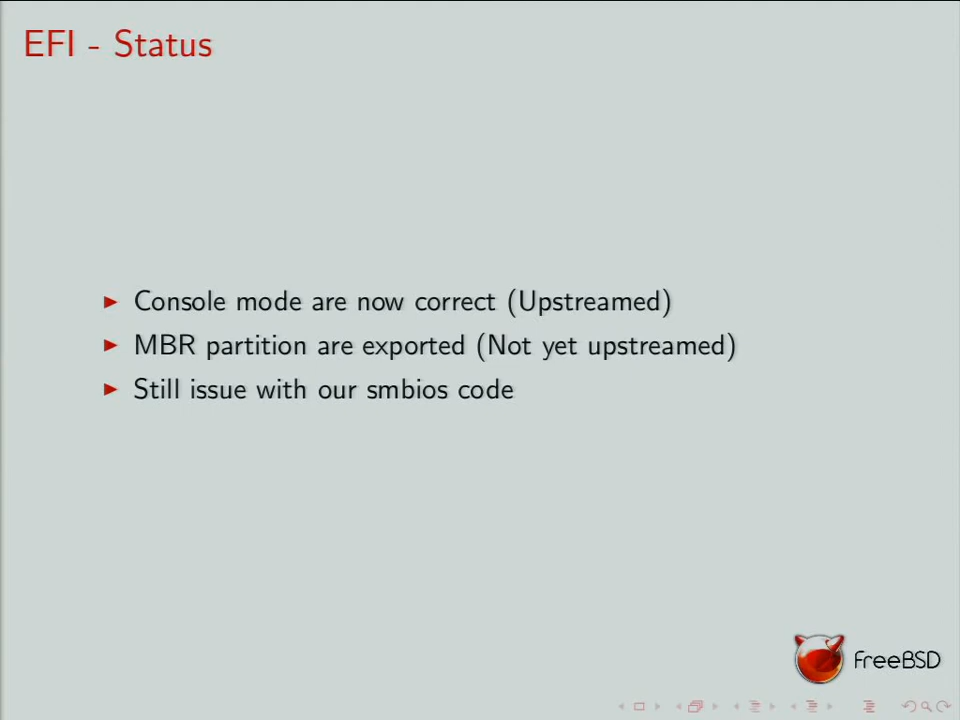 EFI - Status
Console mode are now correct (Upstreamed)
MBR partition are exported (Not yet upstreamed)
Still issue with our smbios code
FreeBSD